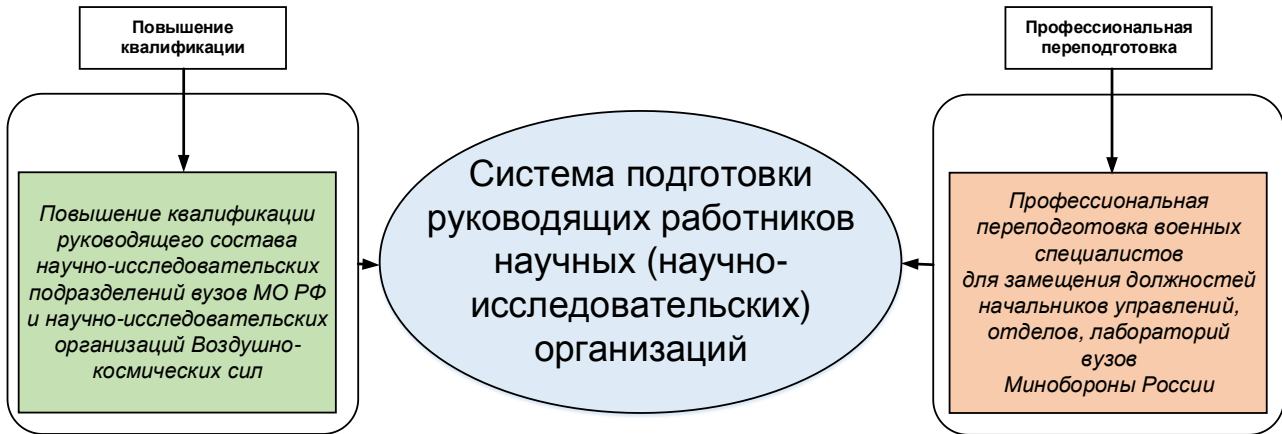 Повышение
квалификации
Повышение квалификации
руководящего состава
научно-исследовательских
подразделений вузов МО РФ
и научно-исследовательских
организаций Воздушно-
космических сил
Система подготовки
руководящих работников
научных (научно-
исследовательских)
организаций
Профессиональная
переподготовка
Профессиональная
переподготовка военных
специалистов
для замещения должностей
начальников управлений,
отделов, лабораторий
вузов
Минобороны России